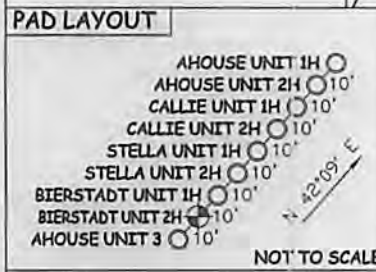 PAD LAYOUT
AHOUSE UNIT 1H
AHOUSE UNIT 2H 10'
CALLIE UNIT 1H 10'
CALLIE UNIT 2H 10'
STELLA UNIT 1H 10'
STELLA UNIT 2H 10'
BIERSTADT UNIT 1H 10'
BIERSTADT UNIT 2H 10'
AHOUSE UNIT 3 10'
N 42°09' E
NOT TO SCALE